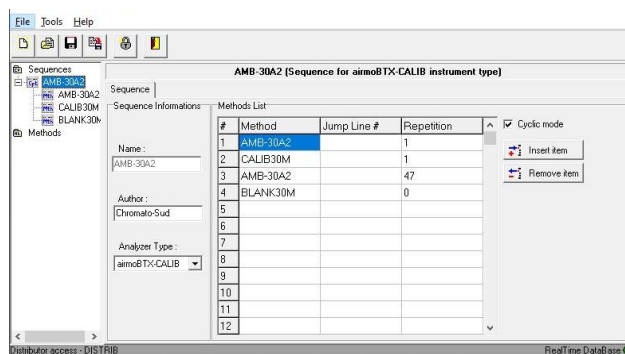 File Tools Help
Sequences
AMB-30A2
AMB-30A2
CALIB30M
BLANK30M
Methods
AMB-30A2 (Sequence for airmoBTX-CALIB instrument type)
Sequence
Sequence Informations
Name :
AMB-30A2
Author :
Chromato-Sud
Analyzer Type :
airmoBTX-CALIB
Methods List
# Method Jump Line # Repetition
1 AMB-30A2 1
2 CALIB30M 1
3 AMB-30A2 47
4 BLANK30M 0
5
6
7
8
9
10
11
12
Cyclic mode
Insert item
Remove item
Distributor access - DISTRIB RealTime DataBase